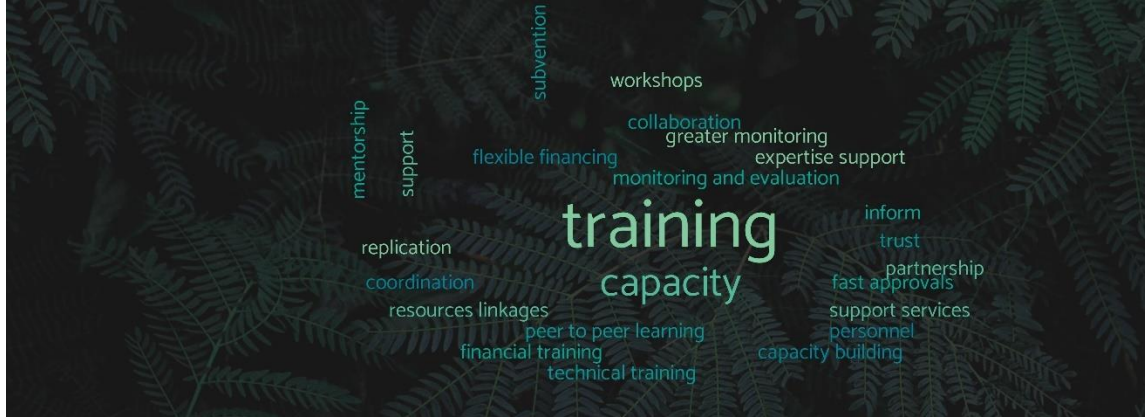 subvention
workshops
mentorship
collaboration
support
greater monitoring
flexible financing
expertise support
monitoring and evaluation
training
inform
trust
replication
partnership
coordination
capacity
fast approvals
resources linkages
support services
peer to peer learning
personnel
financial training
capacity building
technical training